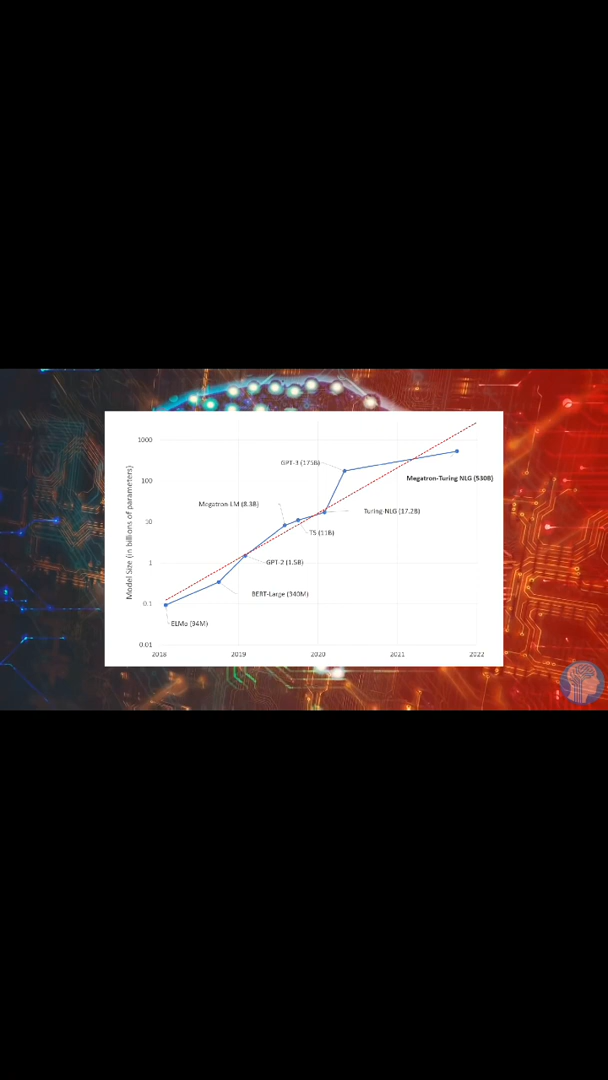 1000
GPT-3 (175B)
Megatron-Turing NLG (530B)
100
Megatron-LM (8.3B)
Turing-NLG (17.2B)
10
T5 (11B)
Model Size (in billions of parameters)
1
GPT-2 (1.5B)
BERT-Large (340M)
0.1
ELMo (94M)
0.01
2018 2019 2020 2021 2022